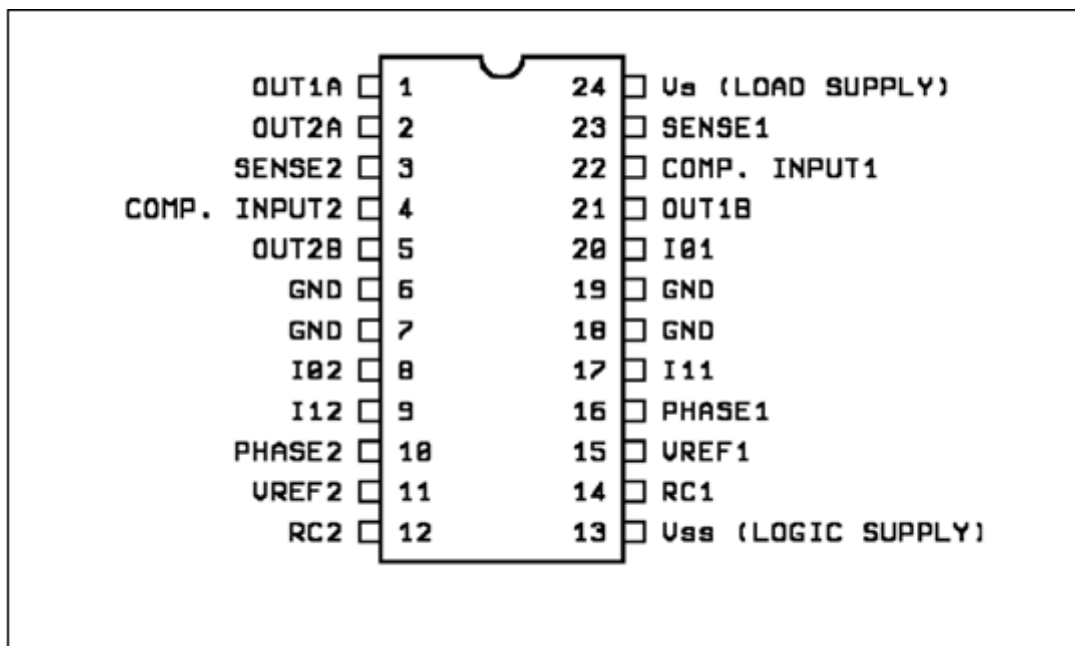 OUT1A 1 24 Vs (LOAD SUPPLY)
OUT2A 2 23 SENSE1
SENSE2 3 22 COMP. INPUT1
COMP. INPUT2 4 21 OUT1B
OUT2B 5 20 I01
GND 6 19 GND
GND 7 18 GND
I02 8 17 I11
I12 9 16 PHASE1
PHASE2 10 15 VREF1
VREF2 11 14 RC1
RC2 12 13 Vss (LOGIC SUPPLY)